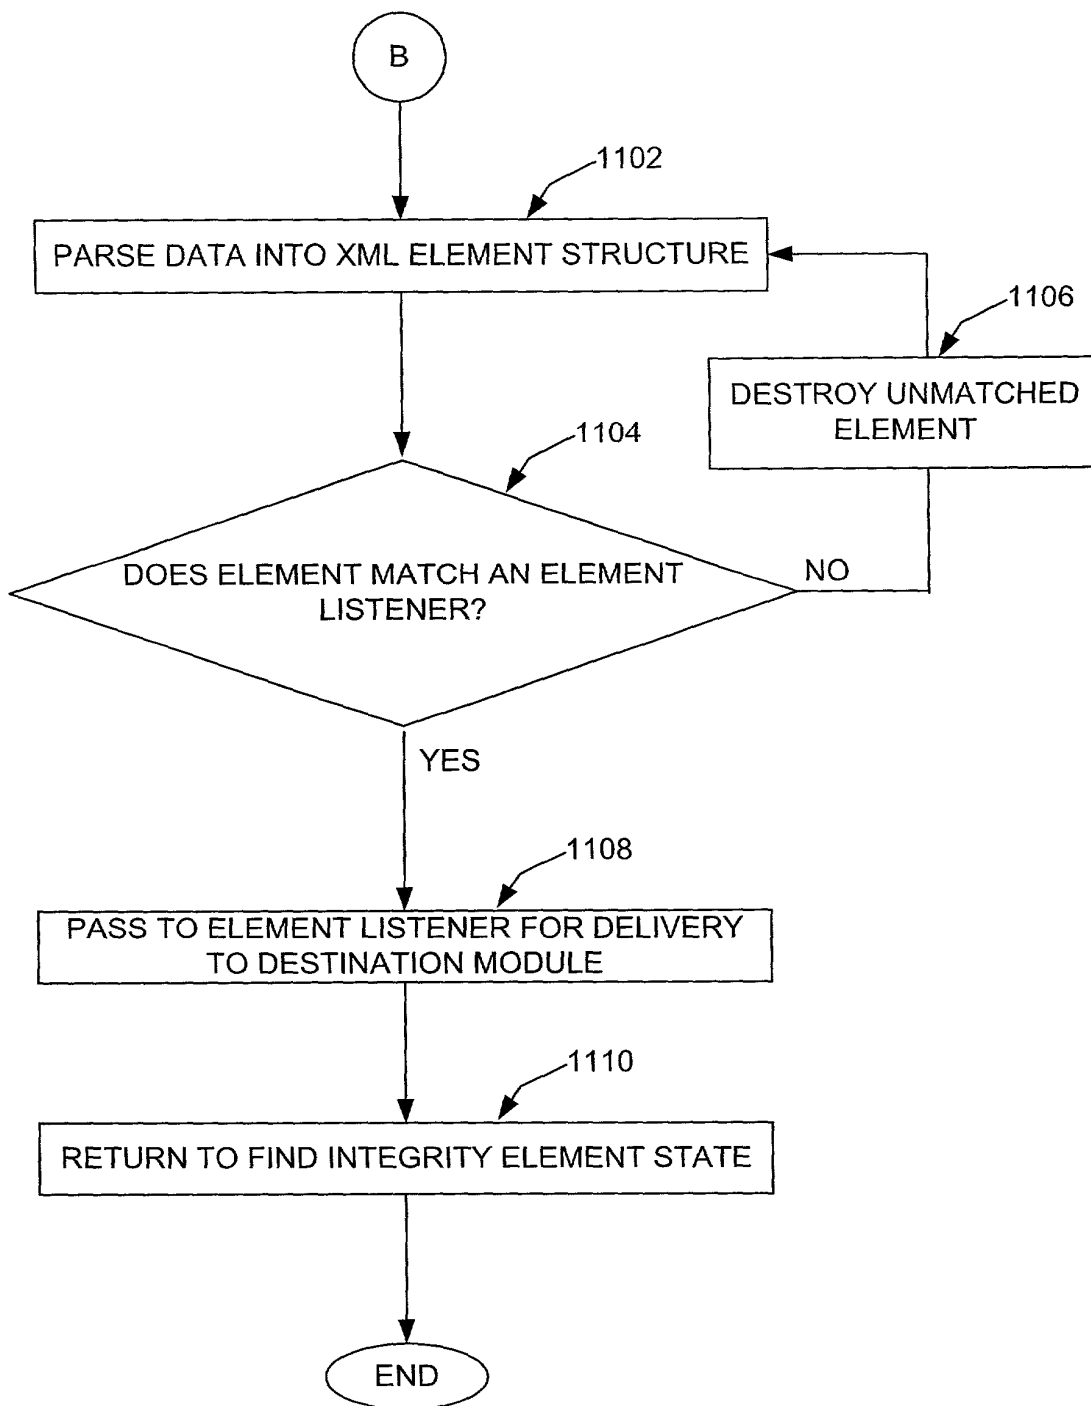 B
1102
PARSE DATA INTO XML ELEMENT STRUCTURE
1106
DESTROY UNMATCHED
ELEMENT
1104
DOES ELEMENT MATCH AN ELEMENT
LISTENER?
NO
YES
1108
PASS TO ELEMENT LISTENER FOR DELIVERY
TO DESTINATION MODULE
1110
RETURN TO FIND INTEGRITY ELEMENT STATE
END